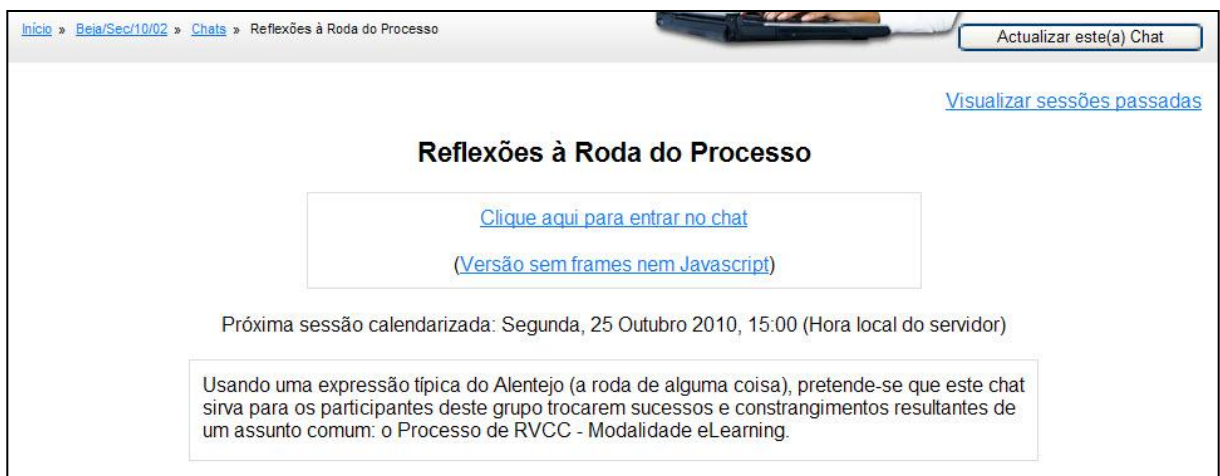 Início » Beja/Sec/10/02 » Chats » Reflexões à Roda do Processo
Actualizar este(a) Chat
Visualizar sessões passadas
Reflexões à Roda do Processo
Clique aqui para entrar no chat
(Versão sem frames nem Javascript)
Próxima sessão calendarizada: Segunda, 25 Outubro 2010, 15:00 (Hora local do servidor)
Usando uma expressão típica do Alentejo (a roda de alguma coisa), pretende-se que este chat
sirva para os participantes deste grupo trocarem sucessos e constrangimentos resultantes de
um assunto comum: o Processo de RVCC - Modalidade eLearning.